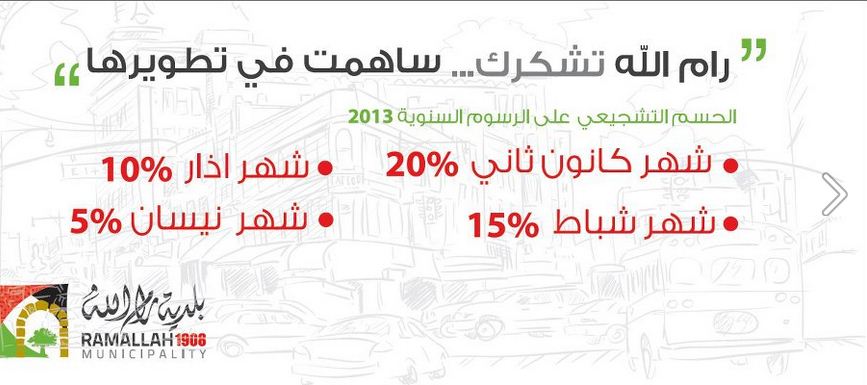 ” رام الله تشكرك... ساهمت في تطويرها “
الحسم التشجيعي على الرسوم السنوية 2013
• شهر كانون ثاني 20%
• شهر شباط 15%
• شهر اذار 10%
• شهر نيسان 5%
بلدية رام الله
RAMALLAH 1908
MUNICIPALITY